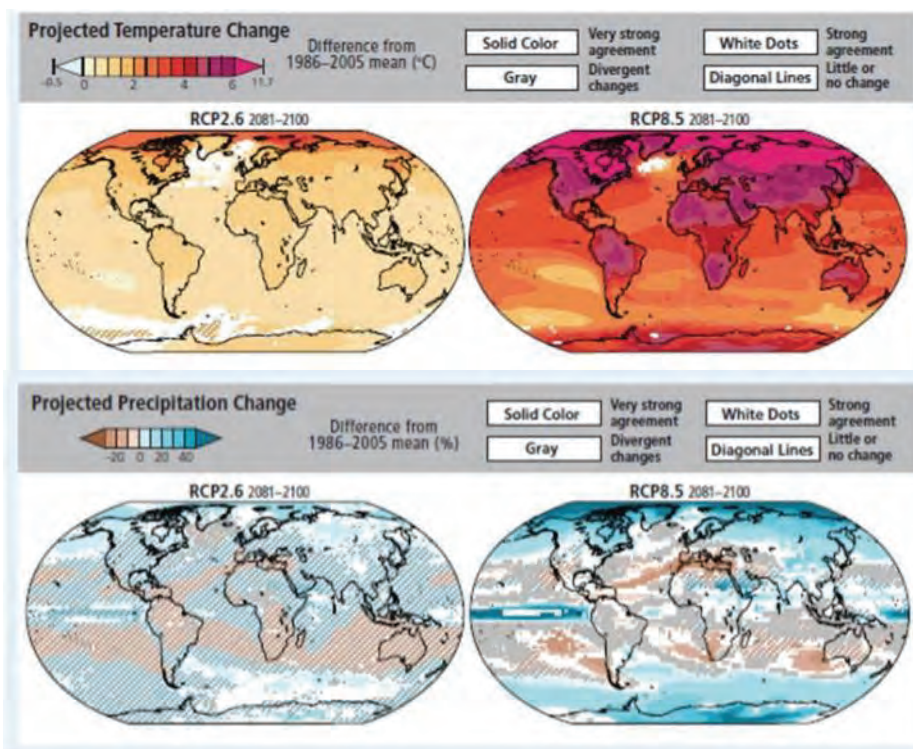 Projected Temperature Change
-0.5 0 2 4 6 11.7
Difference from
1986–2005 mean (°C)
Solid Color
Very strong
agreement
White Dots
Strong
agreement
Gray
Divergent
changes
Diagonal Lines
Little or
no change
RCP2.6 2081–2100
RCP8.5 2081–2100
Projected Precipitation Change
-20 0 20 40
Difference from
1986–2005 mean (%)
Solid Color
Very strong
agreement
White Dots
Strong
agreement
Gray
Divergent
changes
Diagonal Lines
Little or
no change
RCP2.6 2081–2100
RCP8.5 2081–2100